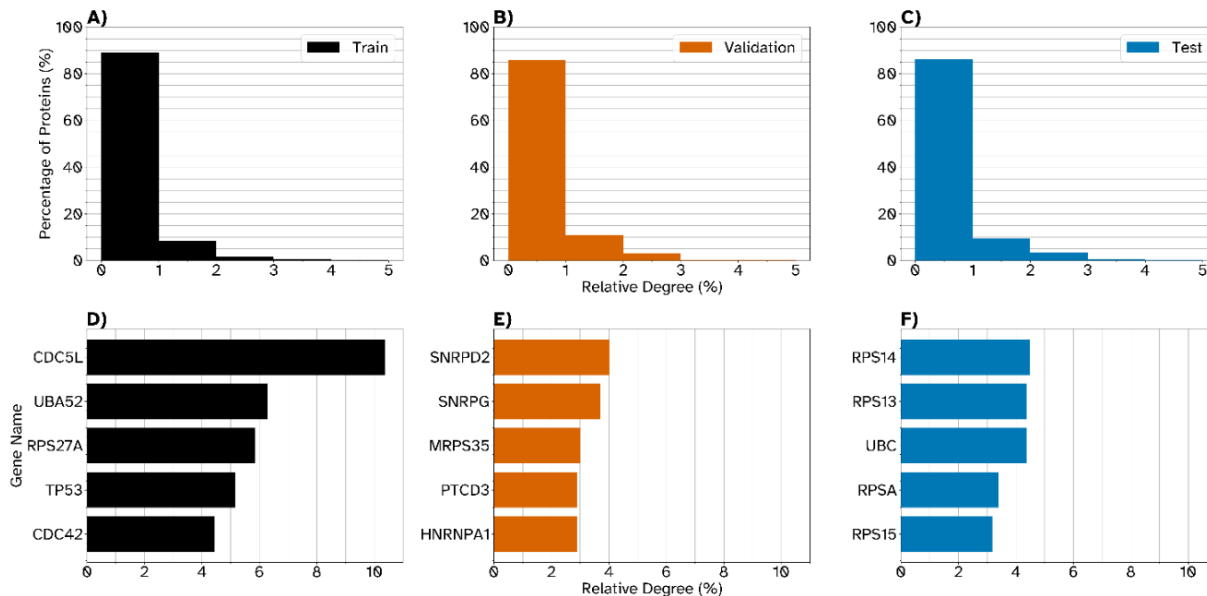 A)
B)
C)
100
80
60
40
20
0
Percentage of Proteins (%)
Train
0 1 2 3 4 5
100
80
60
40
20
0
Validation
0 1 2 3 4 5
Relative Degree (%)
100
80
60
40
20
0
Test
0 1 2 3 4 5
D)
E)
F)
Gene Name
CDC5L
UBA52
RPS27A
TP53
CDC42
0 2 4 6 8 10
SNRPD2
SNRPG
MRPS35
PTCD3
HNRNPA1
0 2 4 6 8 10
Relative Degree (%)
RPS14
RPS13
UBC
RPSA
RPS15
0 2 4 6 8 10